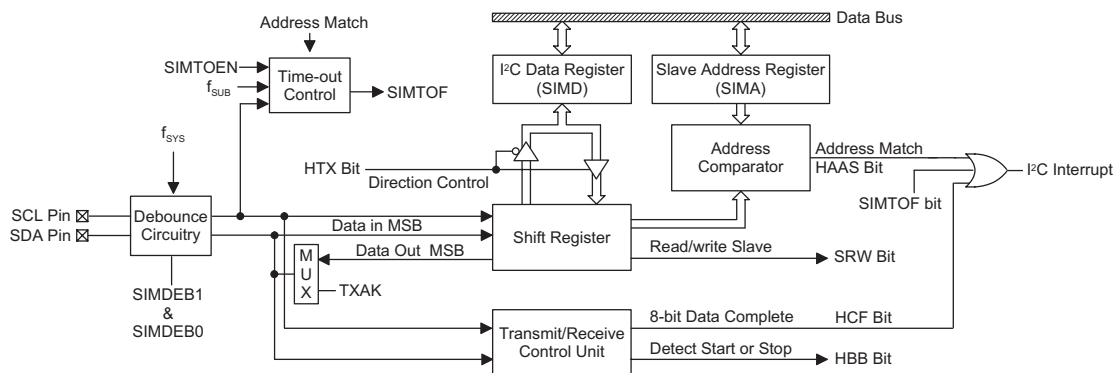 Data Bus
Address Match
SIMTOEN
fSUB
Time-out
Control
SIMTOF
I²C Data Register
(SIMD)
Slave Address Register
(SIMA)
fSYS
HTX Bit
Direction Control
Address
Comparator
Address Match
HAAS Bit
I²C Interrupt
SIMTOF bit
SCL Pin
SDA Pin
Debounce
Circuitry
Data in MSB
Shift Register
Data Out MSB
MUX
TXAK
Read/write Slave
SRW Bit
SIMDEB1
&
SIMDEB0
Transmit/Receive
Control Unit
8-bit Data Complete
HCF Bit
Detect Start or Stop
HBB Bit